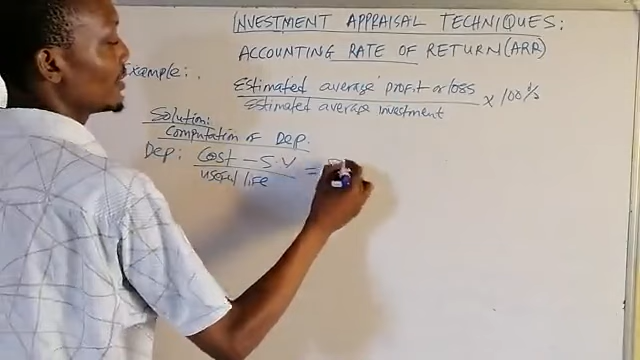 INVESTMENT APPRAISAL TECHNIQUES:
ACCOUNTING RATE OF RETURN (ARR)
Example:
Estimated average profit or loss
Estimated average investment × 100%
Solution:
Computation of Dep:
Dep: Cost - S.V =
useful life